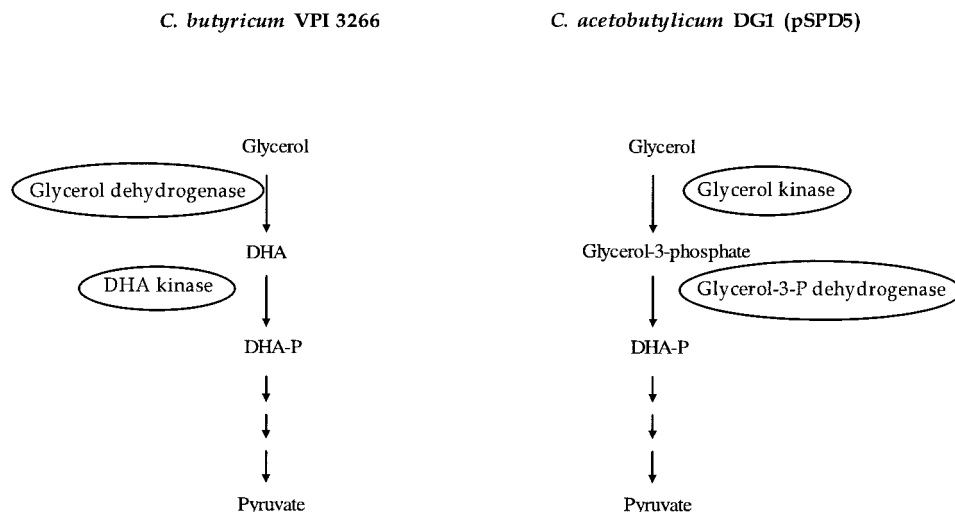 C. butyricum VPI 3266
C. acetobutylicum DG1 (pSPD5)
Glycerol
Glycerol dehydrogenase
DHA
DHA kinase
DHA-P
Pyruvate
Glycerol
Glycerol kinase
Glycerol-3-phosphate
Glycerol-3-P dehydrogenase
DHA-P
Pyruvate